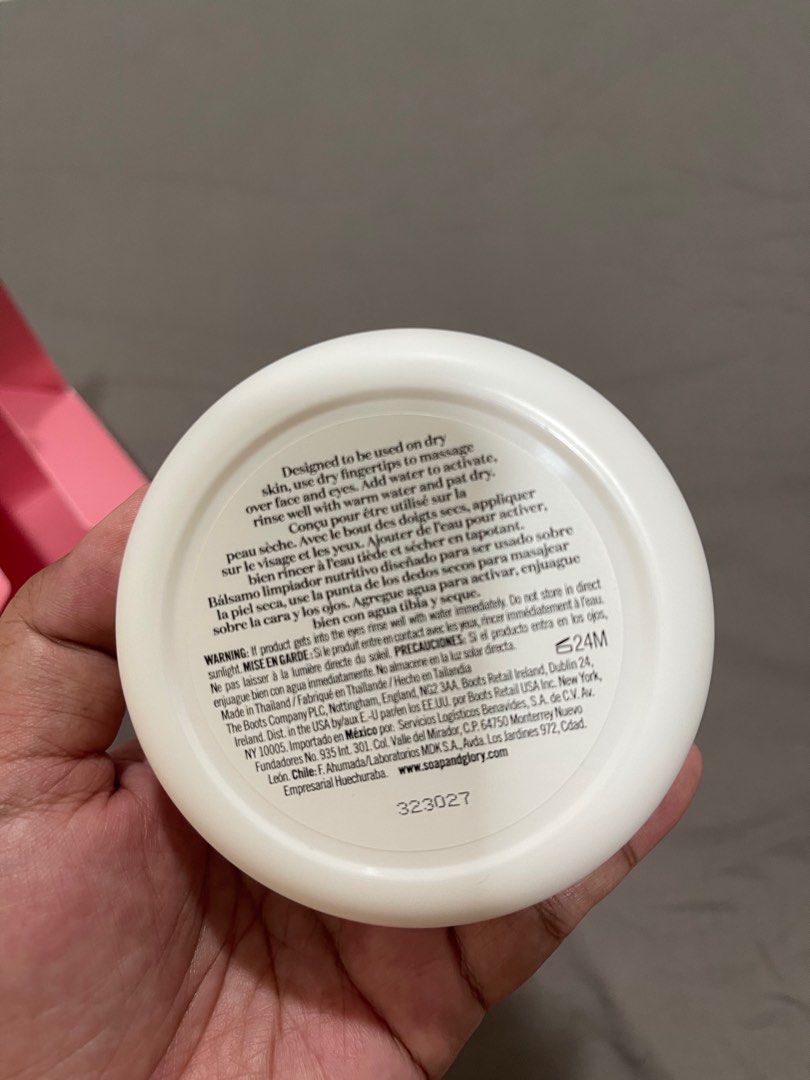 Designed to be used on dry
skin, use dry fingertips to massage
over face and eyes. Add water to activate,
rinse well with warm water and pat dry.
Conçu pour être utilisé sur la
peau sèche. Avec le bout des doigts secs, appliquer
sur le visage et les yeux. Ajouter de l'eau pour activer,
bien rincer à l'eau tiède et sécher en tapotant.
Bálsamo limpiador nutritivo diseñado para ser usado sobre
la piel seca, use la punta de los dedos secos para masajear
sobre la cara y los ojos. Agregue agua para activar, enjuague
bien con agua tibia y seque.
WARNING: If product gets into the eyes rinse well with water immediately. Do not store in direct
sunlight. MISE EN GARDE: Si le produit entre en contact avec les yeux, rincer immédiatement à l'eau.
Ne pas laisser à la lumière directe du soleil. PRECAUCIONES: Si el producto entra en los ojos,
enjuague bien con agua inmediatamente. No almacene en la luz solar directa.
24M
Made in Thailand / Fabriqué en Thaïlande / Hecho en Tailandia
The Boots Company PLC, Nottingham, England, NG2 3AA. Boots Retail Ireland, Dublin 24,
Ireland. Dist. in the USA by/aux E.-U par/en los EE.UU. por Boots Retail USA Inc. New York,
NY 10005. Importado en México por. Servicios Logísticos Benavides, S.A. de C.V. Av.
Fundadores No. 935 Int. 301. Col. Valle del Mirador, C.P. 64750 Monterrey Nuevo
León. Chile: F. Ahumada/Laboratorios MDK S.A., Avda. Los Jardines 972, Cdad.
Empresarial Huechuraba. www.soapandglory.com
323027